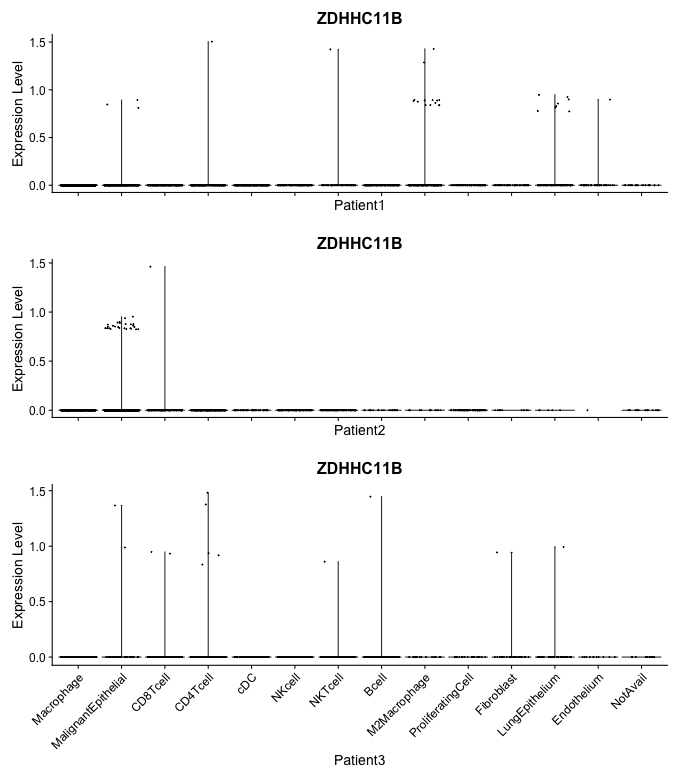 ZDHHC11B
1.5
1.0
0.5
0.0
Expression Level
Patient1
ZDHHC11B
1.5
1.0
0.5
0.0
Expression Level
Patient2
ZDHHC11B
1.5
1.0
0.5
0.0
Expression Level
Macrophage
MalignantEpithelial
CD8Tcell
CD4Tcell
cDC
NKcell
NKTcell
Bcell
M2Macrophage
ProliferatingCell
Fibroblast
LungEpithelium
Endothelium
NotAvail
Patient3